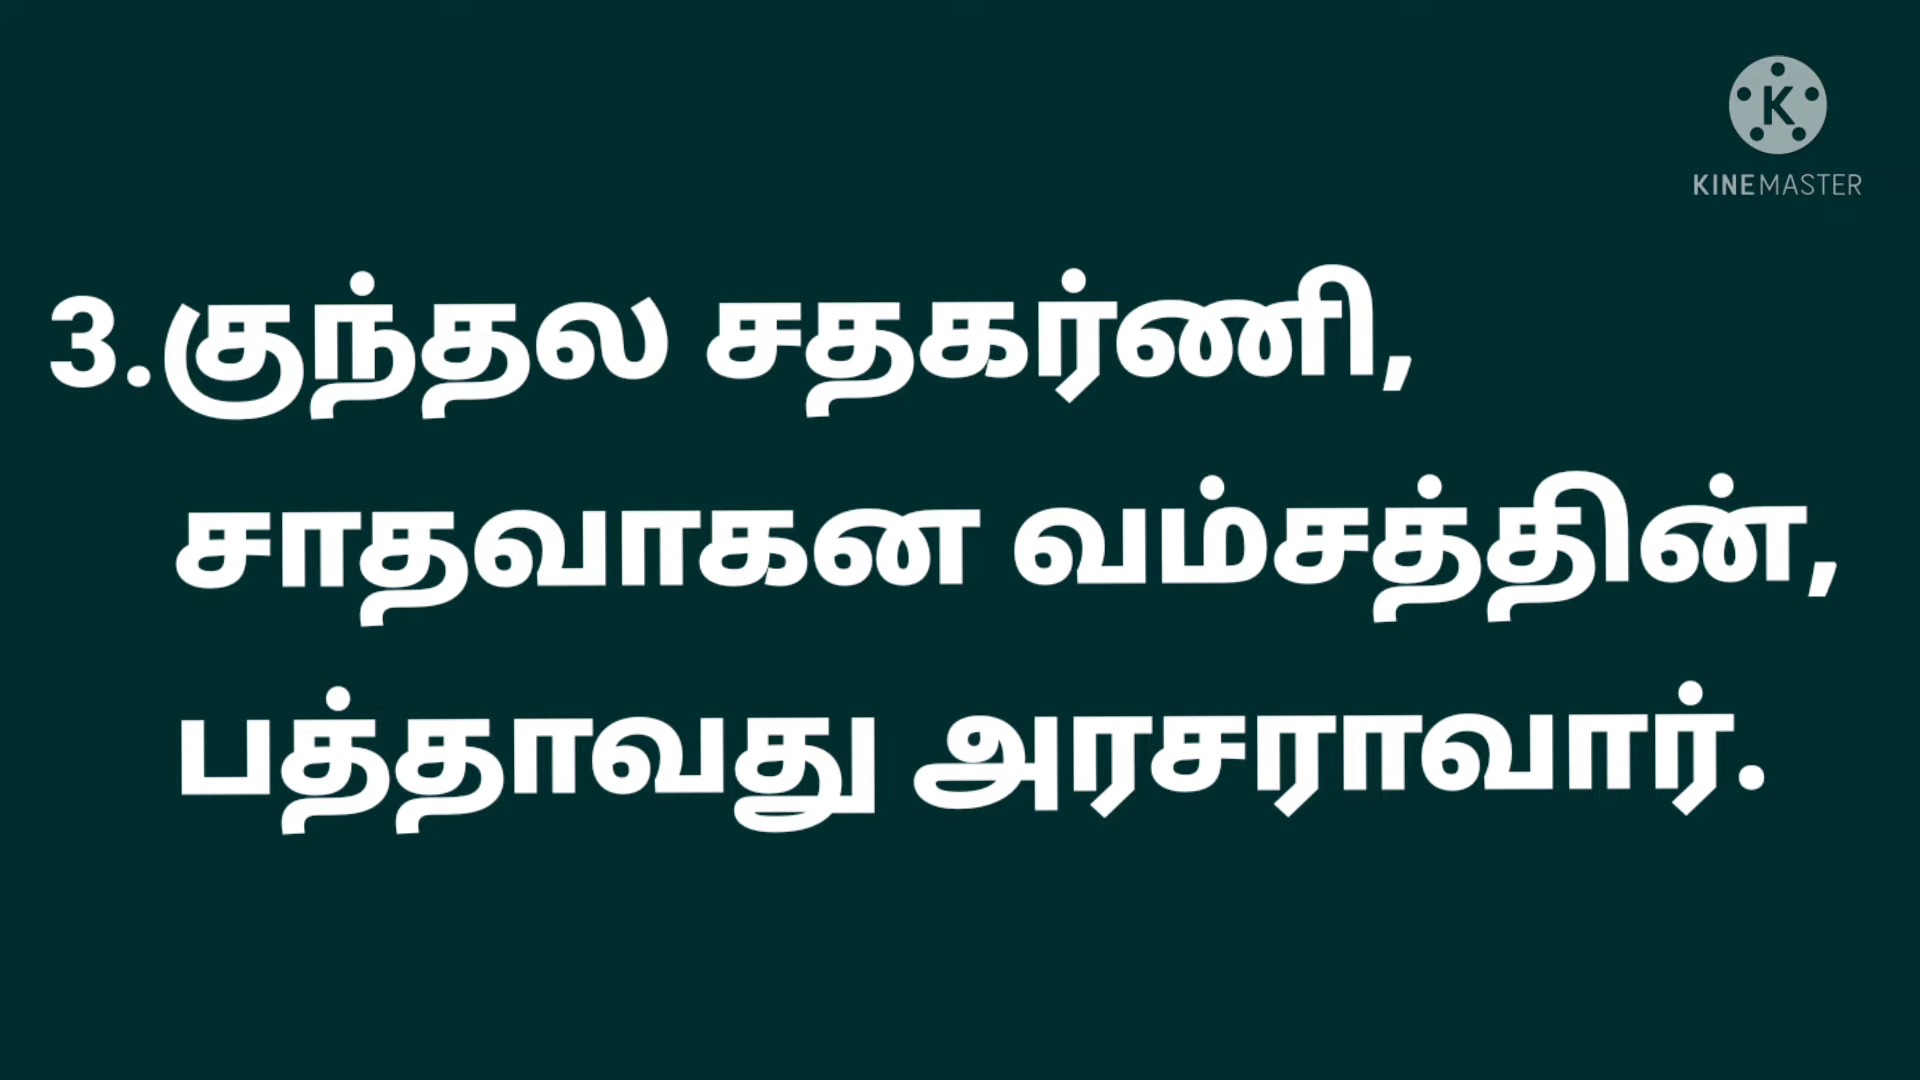 KINEMASTER
3.குந்தல சதகர்ணி,
சாதவாகன வம்சத்தின்,
பத்தாவது அரசராவார்.